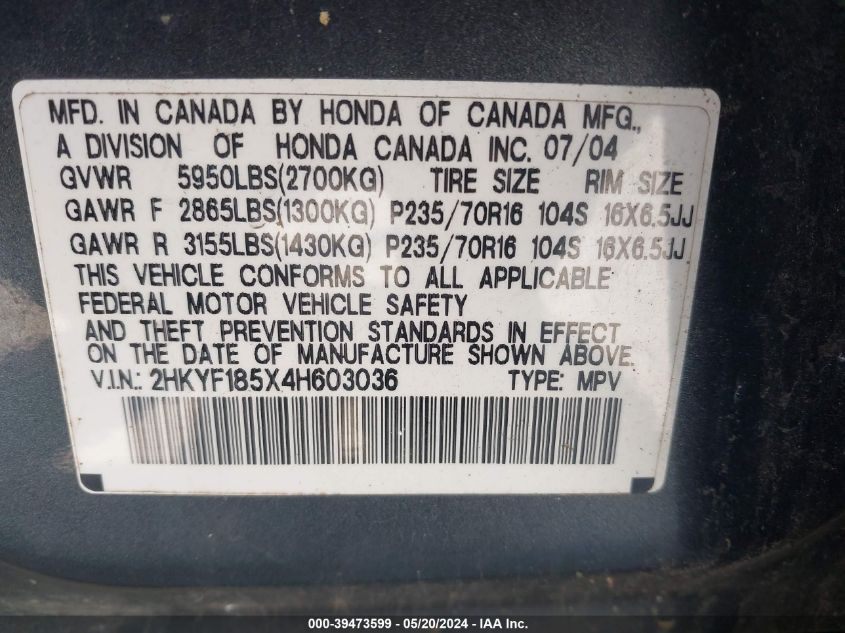 MFD. IN CANADA BY HONDA OF CANADA MFG.,
A DIVISION OF HONDA CANADA INC. 07/04
GVWR 5950LBS(2700KG) TIRE SIZE RIM SIZE
GAWR F 2865LBS(1300KG) P235/70R16 104S 16X6.5JJ
GAWR R 3155LBS(1430KG) P235/70R16 104S 16X6.5JJ
THIS VEHICLE CONFORMS TO ALL APPLICABLE
FEDERAL MOTOR VEHICLE SAFETY
AND THEFT PREVENTION STANDARDS IN EFFECT
ON THE DATE OF MANUFACTURE SHOWN ABOVE.
V.I.N.: 2HKYF185X4H603036 TYPE: MPV
000-39473599 - 05/20/2024 - IAA Inc.